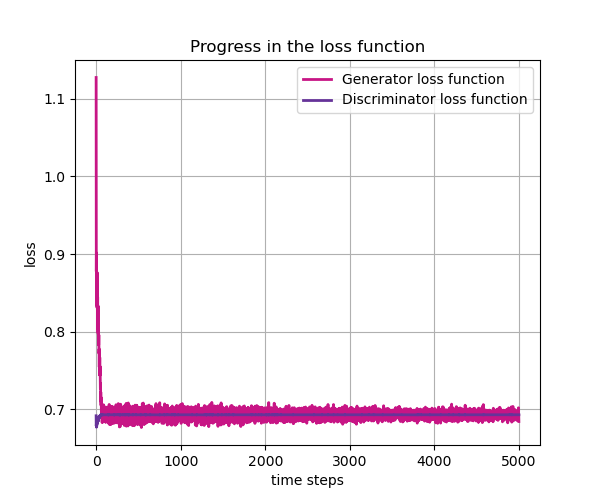 Progress in the loss function
Generator loss function
Discriminator loss function
1.1
1.0
0.9
0.8
0.7
loss
0 1000 2000 3000 4000 5000
time steps